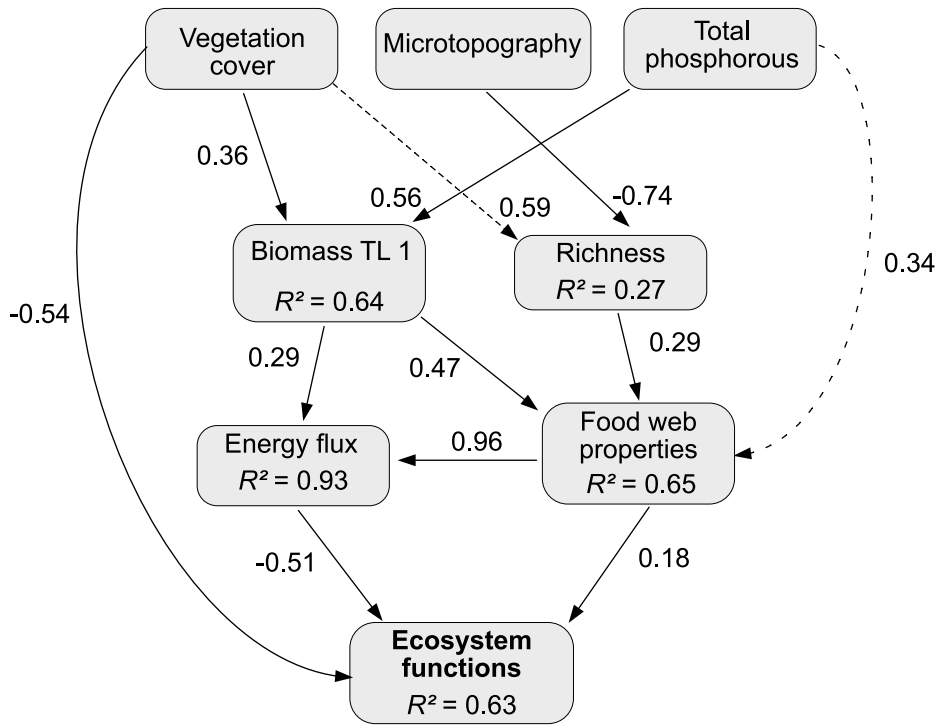 Vegetation
cover
Microtopography
Total
phosphorous
0.36
0.56
0.59
-0.74
0.34
Biomass TL 1
R² = 0.64
Richness
R² = 0.27
-0.54
0.29
0.47
0.29
Energy flux
R² = 0.93
0.96
Food web
properties
R² = 0.65
-0.51
0.18
Ecosystem
functions
R² = 0.63